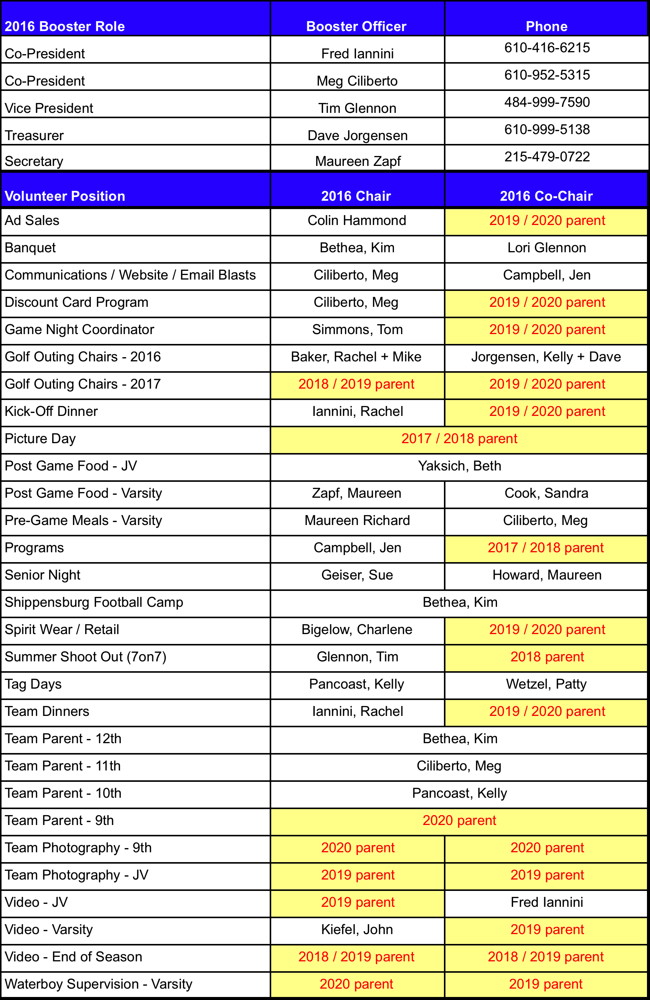 2016 Booster Role Booster Officer Phone
Co-President Fred Iannini 610-416-6215
Co-President Meg Ciliberto 610-952-5315
Vice President Tim Glennon 484-999-7590
Treasurer Dave Jorgensen 610-999-5138
Secretary Maureen Zapf 215-479-0722
Volunteer Position 2016 Chair 2016 Co-Chair
Ad Sales Colin Hammond 2019 / 2020 parent
Banquet Bethea, Kim Lori Glennon
Communications / Website / Email Blasts Ciliberto, Meg Campbell, Jen
Discount Card Program Ciliberto, Meg 2019 / 2020 parent
Game Night Coordinator Simmons, Tom 2019 / 2020 parent
Golf Outing Chairs - 2016 Baker, Rachel + Mike Jorgensen, Kelly + Dave
Golf Outing Chairs - 2017 2018 / 2019 parent 2019 / 2020 parent
Kick-Off Dinner Iannini, Rachel 2019 / 2020 parent
Picture Day 2017 / 2018 parent
Post Game Food - JV Yaksich, Beth
Post Game Food - Varsity Zapf, Maureen Cook, Sandra
Pre-Game Meals - Varsity Maureen Richard Ciliberto, Meg
Programs Campbell, Jen 2017 / 2018 parent
Senior Night Geiser, Sue Howard, Maureen
Shippensburg Football Camp Bethea, Kim
Spirit Wear / Retail Bigelow, Charlene 2019 / 2020 parent
Summer Shoot Out (7on7) Glennon, Tim 2018 parent
Tag Days Pancoast, Kelly Wetzel, Patty
Team Dinners Iannini, Rachel 2019 / 2020 parent
Team Parent - 12th Bethea, Kim
Team Parent - 11th Ciliberto, Meg
Team Parent - 10th Pancoast, Kelly
Team Parent - 9th 2020 parent
Team Photography - 9th 2020 parent 2020 parent
Team Photography - JV 2019 parent 2019 parent
Video - JV 2019 parent Fred Iannini
Video - Varsity Kiefel, John 2019 parent
Video - End of Season 2018 / 2019 parent 2018 / 2019 parent
Waterboy Supervision - Varsity 2020 parent 2019 parent